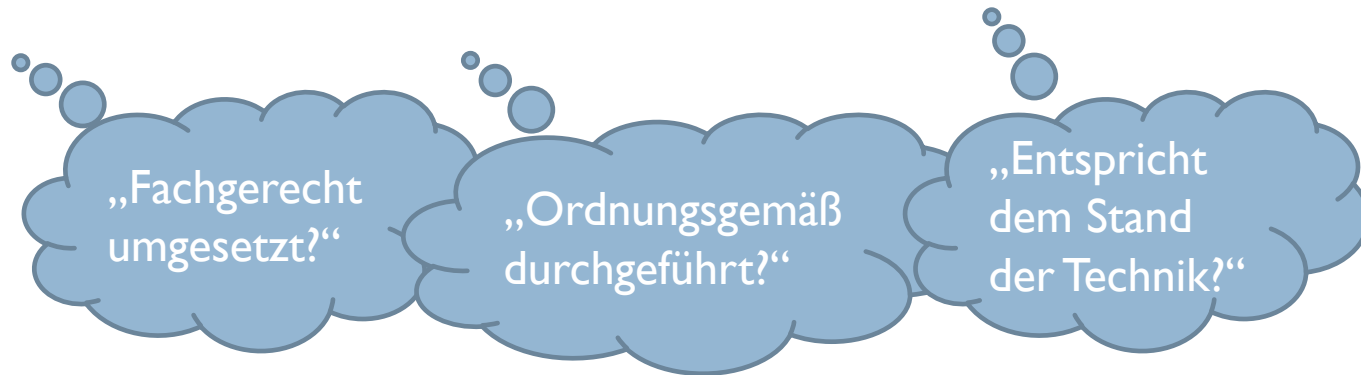 „Fachgerecht
umgesetzt?“
„Ordnungsgemäß
durchgeführt?“
„Entspricht
dem Stand
der Technik?“